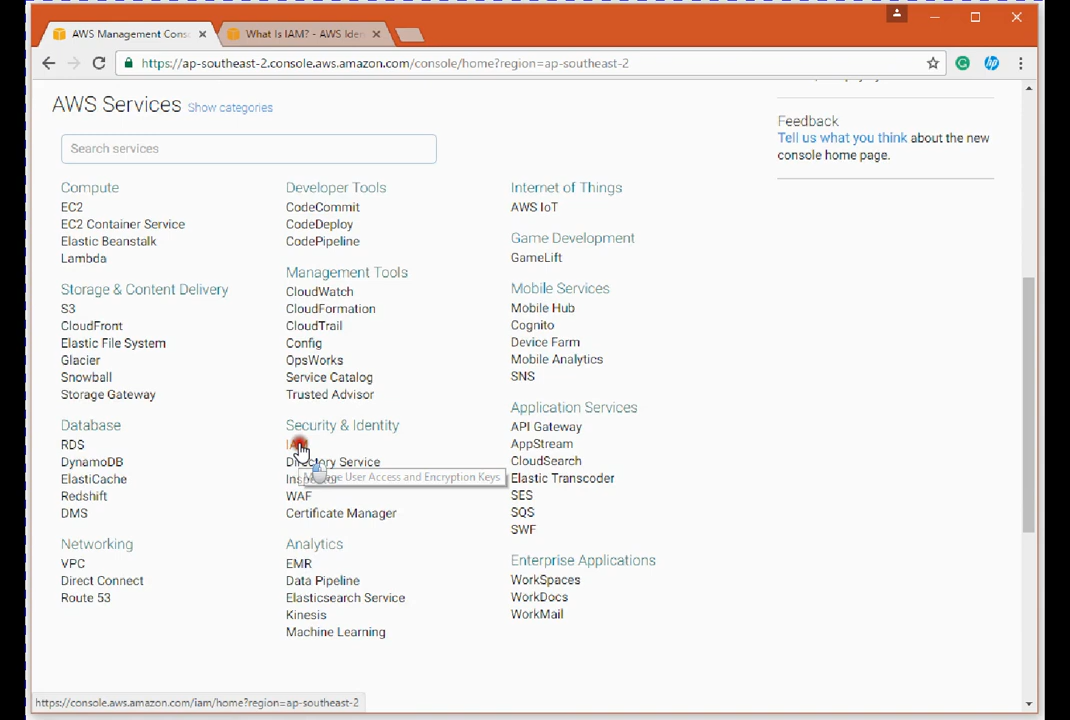 AWS Management Cons
What Is IAM? - AWS Iden
https://ap-southeast-2.console.aws.amazon.com/console/home?region=ap-southeast-2
AWS Services Show categories
Search services
Compute
EC2
EC2 Container Service
Elastic Beanstalk
Lambda
Storage & Content Delivery
S3
CloudFront
Elastic File System
Glacier
Snowball
Storage Gateway
Database
RDS
DynamoDB
ElastiCache
Redshift
DMS
Networking
VPC
Direct Connect
Route 53
Developer Tools
CodeCommit
CodeDeploy
CodePipeline
Management Tools
CloudWatch
CloudFormation
CloudTrail
Config
OpsWorks
Service Catalog
Trusted Advisor
Security & Identity
IAM
Directory Service
User Access and Encryption Keys
WAF
Certificate Manager
Analytics
EMR
Data Pipeline
Elasticsearch Service
Kinesis
Machine Learning
Internet of Things
AWS IoT
Game Development
GameLift
Mobile Services
Mobile Hub
Cognito
Device Farm
Mobile Analytics
SNS
Application Services
API Gateway
AppStream
CloudSearch
Elastic Transcoder
SES
SQS
SWF
Enterprise Applications
WorkSpaces
WorkDocs
WorkMail
Feedback
Tell us what you think about the new
console home page.
https://console.aws.amazon.com/iam/home?region=ap-southeast-2